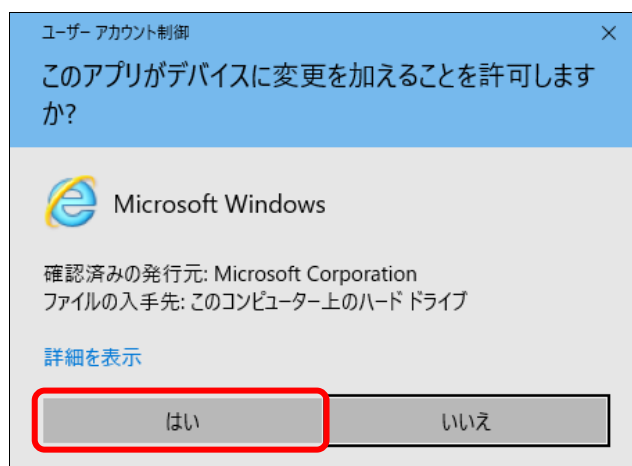 ユーザー アカウント制御
このアプリがデバイスに変更を加えることを許可します
か?
Microsoft Windows
確認済みの発行元: Microsoft Corporation
ファイルの入手先: このコンピューター上のハード ドライブ
詳細を表示
はい
いいえ